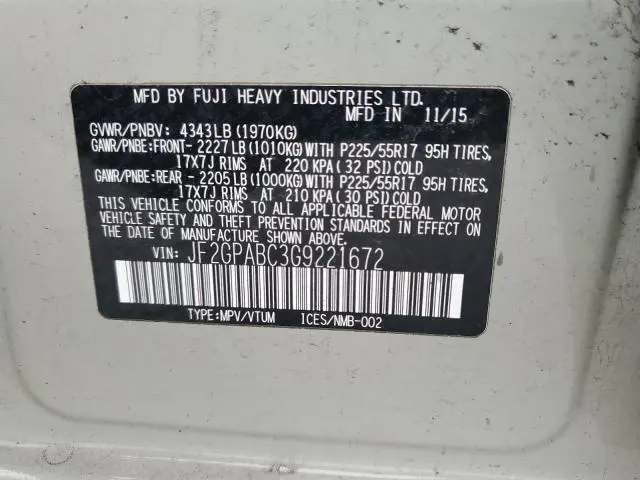 MFD BY FUJI HEAVY INDUSTRIES LTD.
MFD IN 11/15
GVWR/PNBV: 4343LB(1970KG)
GAWR/PNBE:FRONT- 2227LB(1010KG)WITH P225/55R17 95H TIRES,
17X7J RIMS AT 220KPA(32 PSI)COLD
GAWR/PNBE:REAR - 2205LB(1000KG)WITH P225/55R17 95H TIRES,
17X7J RIMS AT 210KPA(30 PSI)COLD
THIS VEHICLE CONFORMS TO ALL APPLICABLE FEDERAL MOTOR
VEHICLE SAFETY AND THEFT PREVENTION STANDARDS IN EFFECT ON
THE DATE OF MANUFACTURE SHOWN ABOVE.
VIN: JF2GPABC3G9221672
TYPE:MPV/VTUM ICES/NMB-002